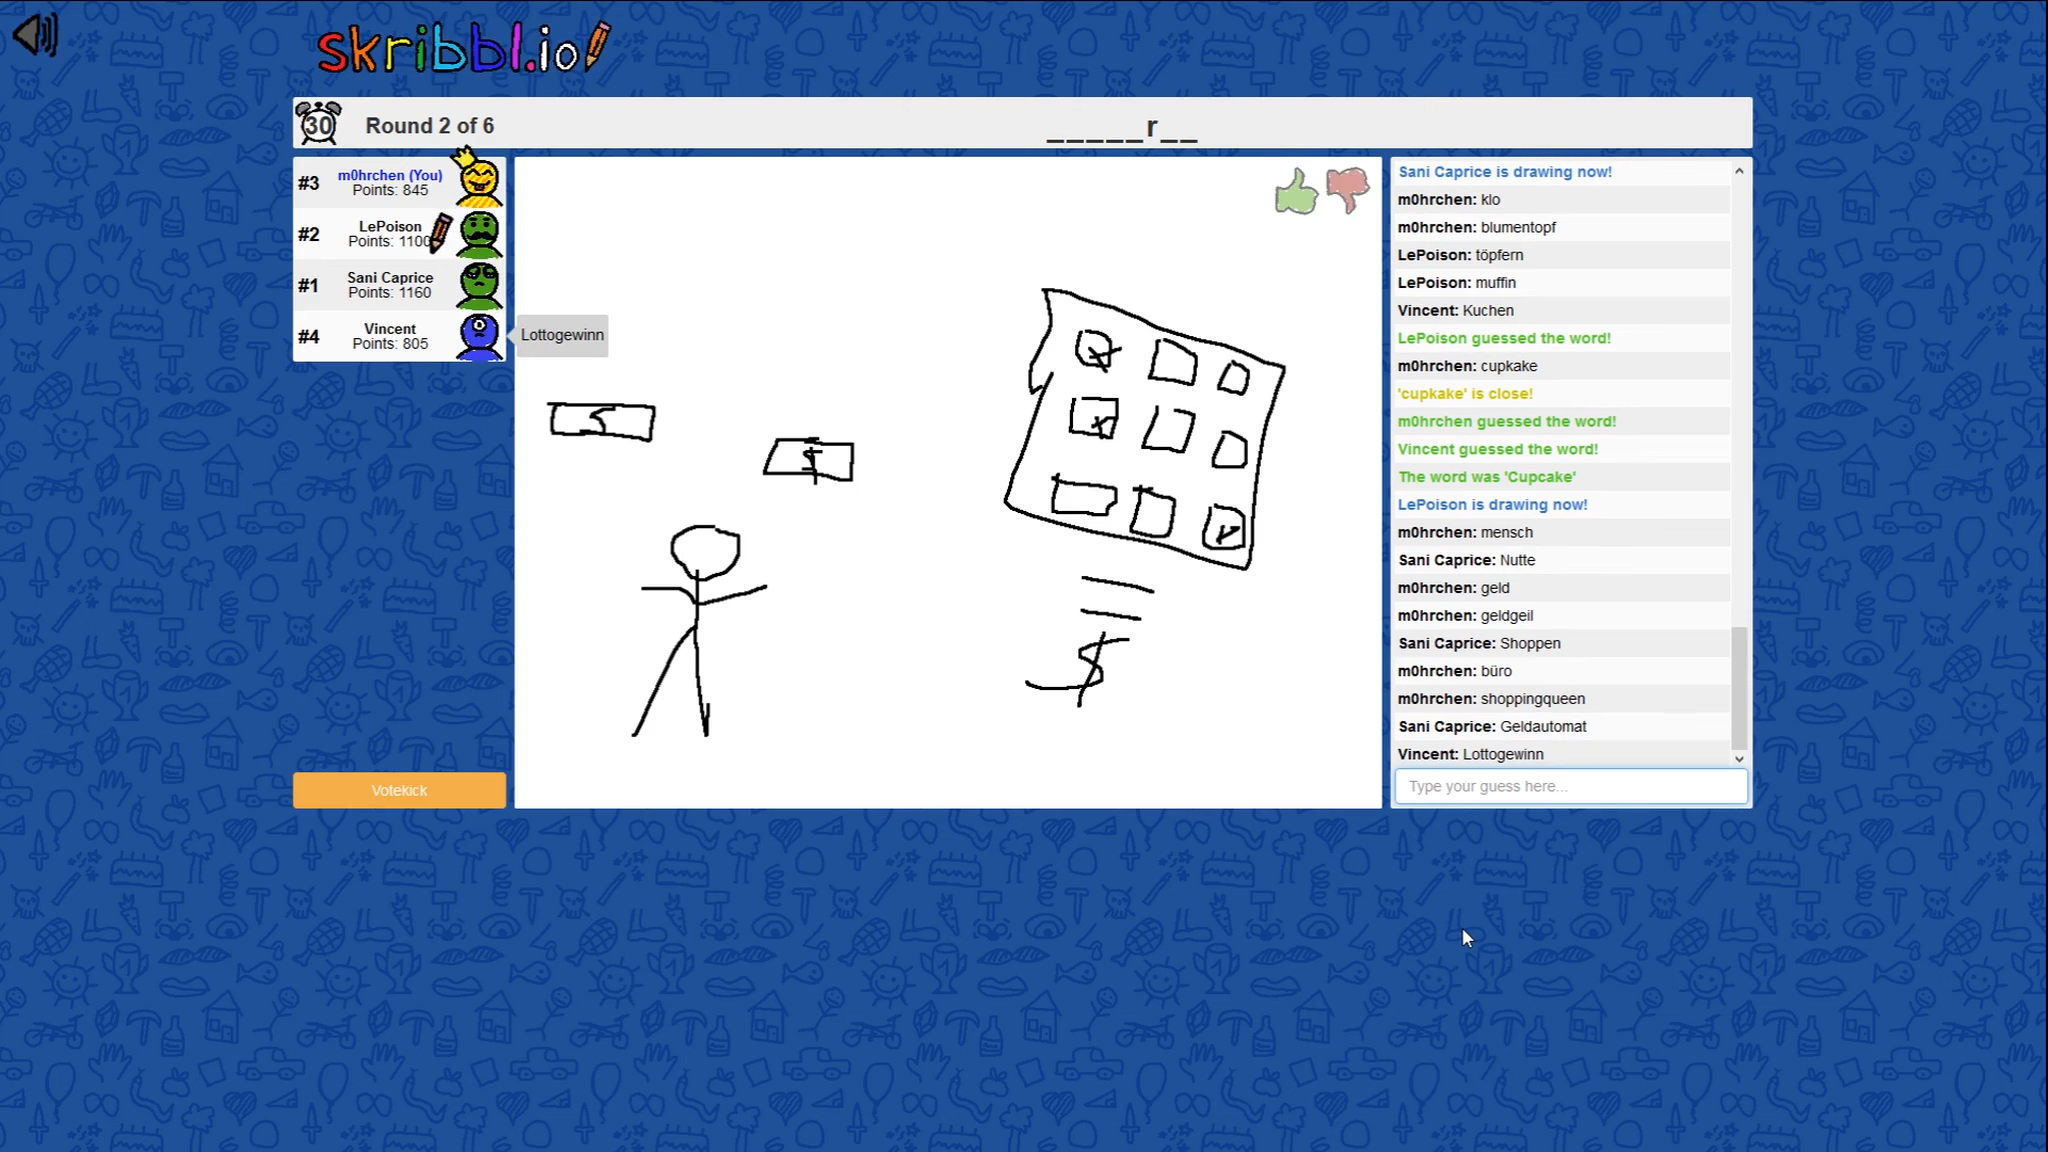 skribbl.io
30
Round 2 of 6
_____r__
#3 m0hrchen (You)
Points: 845
#2 LePoison
Points: 1100
#1 Sani Caprice
Points: 1160
#4 Vincent
Points: 805
Lottogewinn
Votekick
$
Sani Caprice is drawing now!
m0hrchen: klo
m0hrchen: blumentopf
LePoison: töpfern
LePoison: muffin
Vincent: Kuchen
LePoison guessed the word!
m0hrchen: cupkake
'cupkake' is close!
m0hrchen guessed the word!
Vincent guessed the word!
The word was 'Cupcake'
LePoison is drawing now!
m0hrchen: mensch
Sani Caprice: Nutte
m0hrchen: geld
m0hrchen: geldgeil
Sani Caprice: Shoppen
m0hrchen: büro
m0hrchen: shoppingqueen
Sani Caprice: Geldautomat
Vincent: Lottogewinn
Type your guess here...